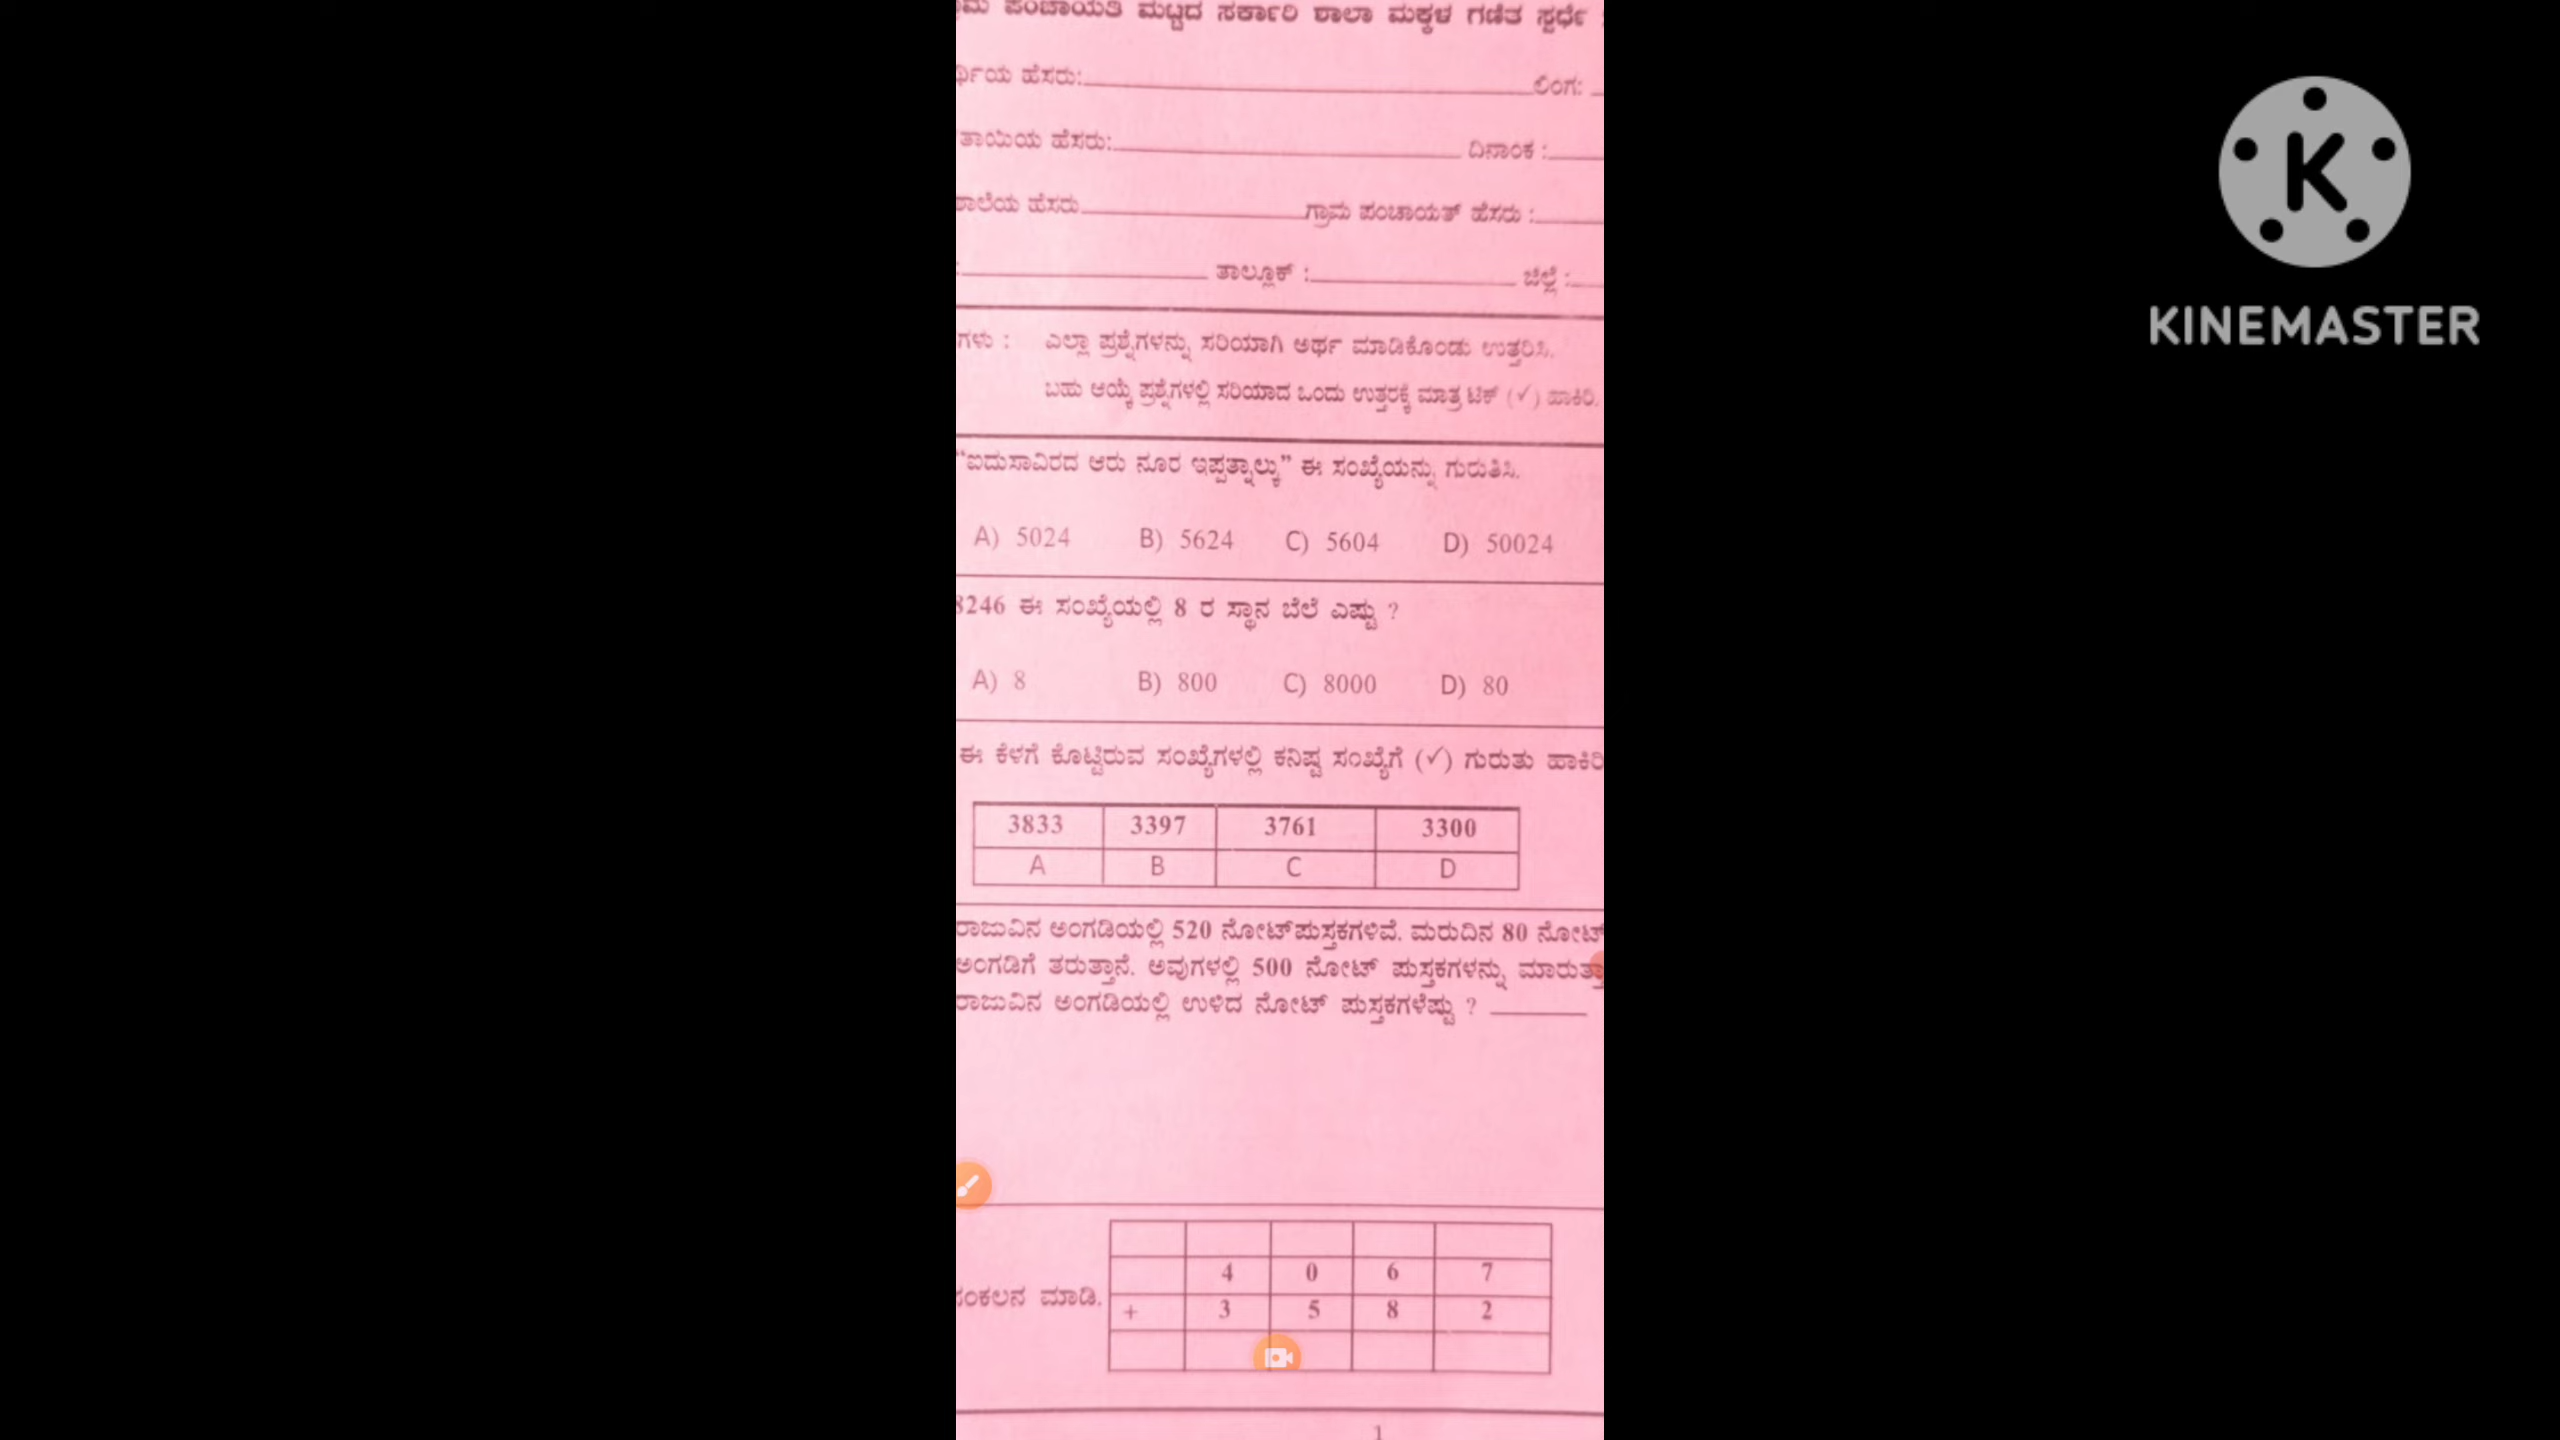 ಪಂಚಾಯತಿ ಮಟ್ಟದ ಸರ್ಕಾರಿ ಶಾಲಾ ಮಕ್ಕಳ ಗಣಿತ ಸ್ಪರ್ಧೆ
ಹೆಸರು: ಲಿಂಗ:
ತಾಯಿಯ ಹೆಸರು: ದಿನಾಂಕ :
ಹೆಸರು ಗ್ರಾಮ ಪಂಚಾಯತ್ ಹೆಸರು :
ತಾಲ್ಲೂಕ್ : ಜಿಲ್ಲೆ :
ಗಳು : ಎಲ್ಲಾ ಪ್ರಶ್ನೆಗಳನ್ನು ಸರಿಯಾಗಿ ಅರ್ಥ ಮಾಡಿಕೊಂಡು ಉತ್ತರಿಸಿ.
ಬಹು ಆಯ್ಕೆ ಪ್ರಶ್ನೆಗಳಲ್ಲಿ ಸರಿಯಾದ ಒಂದು ಉತ್ತರಕ್ಕೆ ಮಾತ್ರ ಟಿಕ್ (✓) ಹಾಕಿರಿ.
“ಐದುಸಾವಿರದ ಆರು ನೂರ ಇಪ್ಪತ್ನಾಲ್ಕು” ಈ ಸಂಖ್ಯೆಯನ್ನು ಗುರುತಿಸಿ.
A) 5024 B) 5624 C) 5604 D) 50024
8246 ಈ ಸಂಖ್ಯೆಯಲ್ಲಿ 8 ರ ಸ್ಥಾನ ಬೆಲೆ ಎಷ್ಟು ?
A) 8 B) 800 C) 8000 D) 80
ಈ ಕೆಳಗೆ ಕೊಟ್ಟಿರುವ ಸಂಖ್ಯೆಗಳಲ್ಲಿ ಕನಿಷ್ಟ ಸಂಖ್ಯೆಗೆ (✓) ಗುರುತು ಹಾಕಿರಿ
3833 3397 3761 3300
A B C D
ರಾಜುವಿನ ಅಂಗಡಿಯಲ್ಲಿ 520 ನೋಟ್‌ಪುಸ್ತಕಗಳಿವೆ. ಮರುದಿನ 80 ನೋಟ್
ಅಂಗಡಿಗೆ ತರುತ್ತಾನೆ. ಅವುಗಳಲ್ಲಿ 500 ನೋಟ್ ಪುಸ್ತಕಗಳನ್ನು
ರಾಜುವಿನ ಅಂಗಡಿಯಲ್ಲಿ ಉಳಿದ ನೋಟ್ ಪುಸ್ತಕಗಳೆಷ್ಟು ?
4 0 6 7
ಸಂಕಲನ ಮಾಡಿ.
+ 3 5 8 2
1
K
KINEMASTER